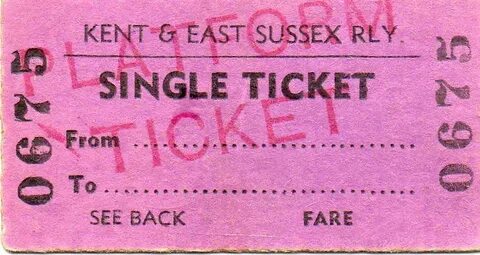 KENT & EAST SUSSEX RLY.
PLATFORM
SINGLE TICKET
TICKET
From
To
SEE BACK FARE
0675
0675